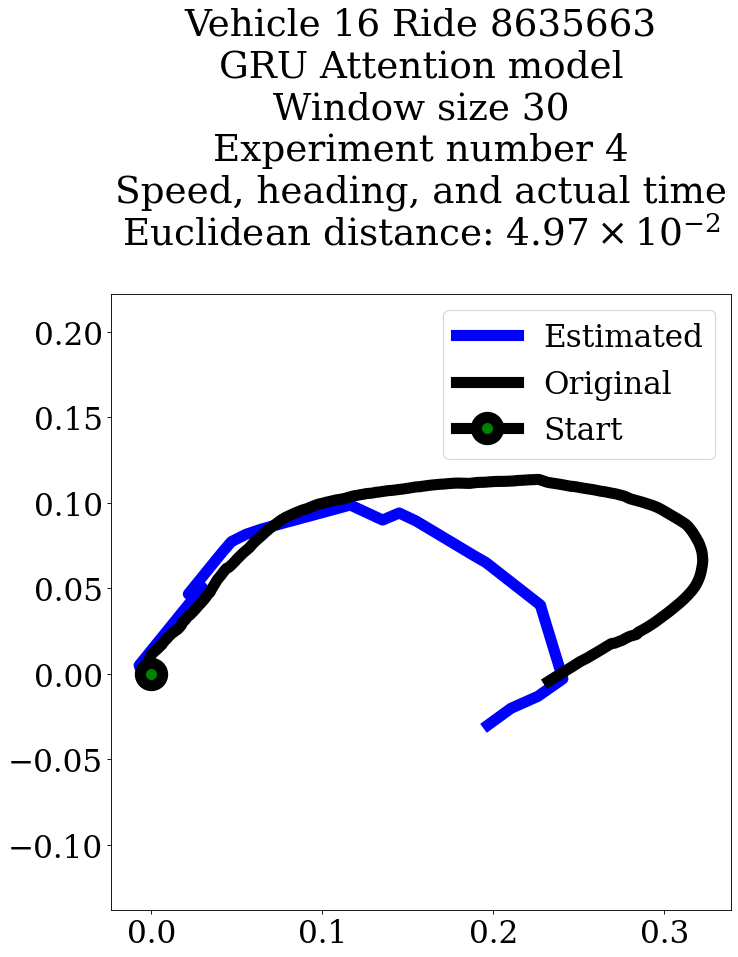 Vehicle 16 Ride 8635663
GRU Attention model
Window size 30
Experiment number 4
Speed, heading, and actual time
Euclidean distance: 4.97 × 10⁻²
Estimated
Original
Start
0.20
0.15
0.10
0.05
0.00
−0.05
−0.10
0.0 0.1 0.2 0.3